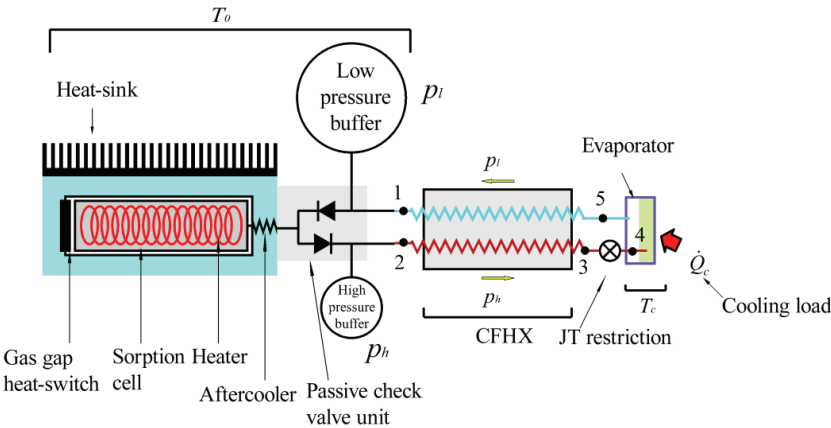 T₀
Heat-sink
Low
pressure
buffer
pₗ
Evaporator
pₗ
1
5
2
3
4
High
pressure
buffer
pₕ
pₕ
CFHX
JT restriction
T꜀
Q̇꜀
Cooling load
Gas gap
heat-switch
Sorption
cell
Heater
Aftercooler
Passive check
valve unit